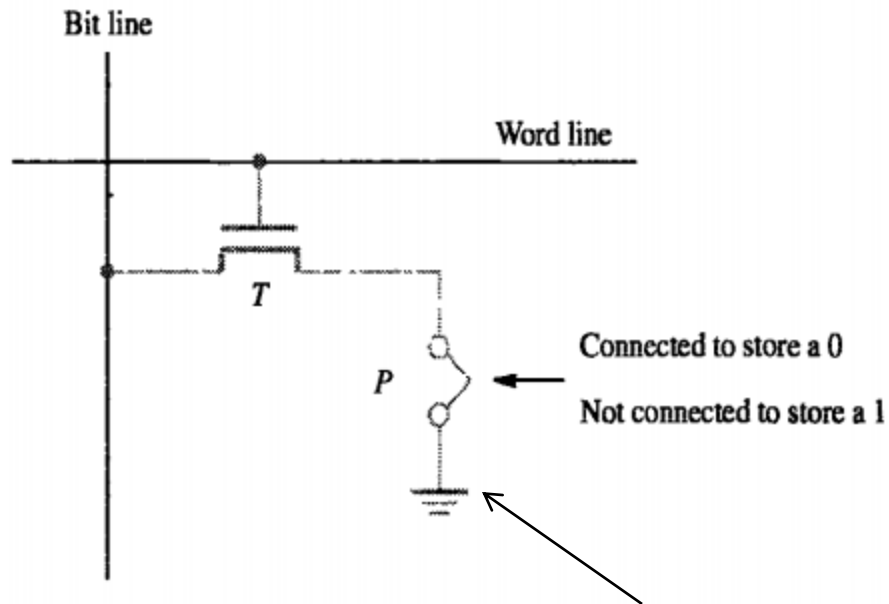 Bit line
Word line
T
P
Connected to store a 0
Not connected to store a 1